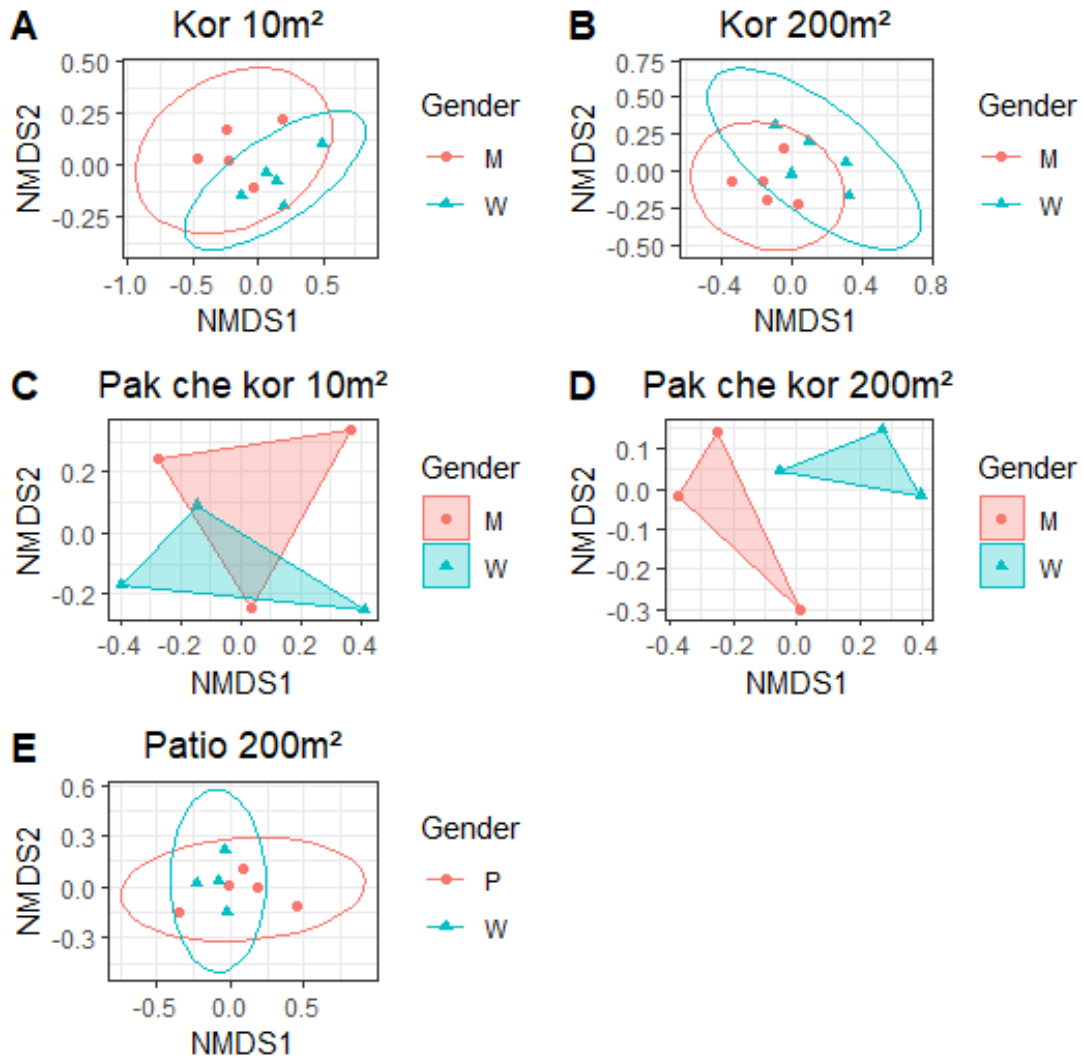 A Kor 10m²
0.50
0.25
0.00
-0.25
NMDS2
-1.0 -0.5 0.0 0.5
NMDS1
Gender
M
W
B Kor 200m²
0.75
0.50
0.25
0.00
-0.25
-0.50
NMDS2
-0.4 0.0 0.4 0.8
NMDS1
Gender
M
W
C Pak che kor 10m²
0.2
0.0
-0.2
NMDS2
-0.4 -0.2 0.0 0.2 0.4
NMDS1
Gender
M
W
D Pak che kor 200m²
0.1
0.0
-0.1
-0.2
-0.3
NMDS2
-0.4 -0.2 0.0 0.2 0.4
NMDS1
Gender
M
W
E Patio 200m²
0.6
0.3
0.0
-0.3
NMDS2
-0.5 0.0 0.5
NMDS1
Gender
P
W